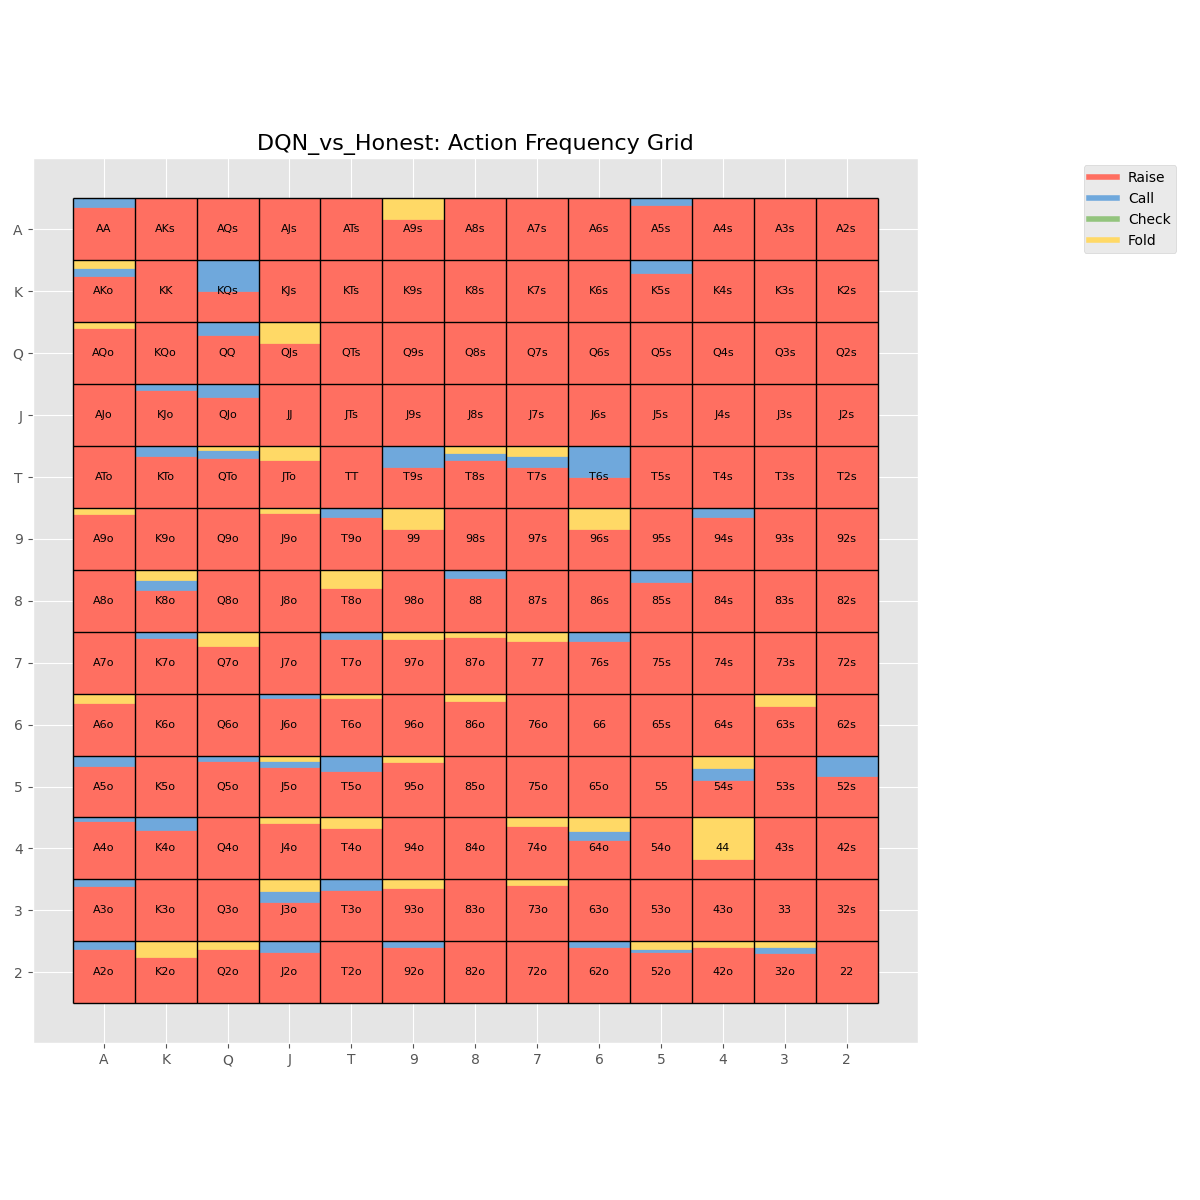 DQN_vs_Honest: Action Frequency Grid
Raise
Call
Check
Fold
A AA AKs AQs AJs ATs A9s A8s A7s A6s A5s A4s A3s A2s
K AKo KK KQs KJs KTs K9s K8s K7s K6s K5s K4s K3s K2s
Q AQo KQo QQ QJs QTs Q9s Q8s Q7s Q6s Q5s Q4s Q3s Q2s
J AJo KJo QJo JJ JTs J9s J8s J7s J6s J5s J4s J3s J2s
T ATo KTo QTo JTo TT T9s T8s T7s T6s T5s T4s T3s T2s
9 A9o K9o Q9o J9o T9o 99 98s 97s 96s 95s 94s 93s 92s
8 A8o K8o Q8o J8o T8o 98o 88 87s 86s 85s 84s 83s 82s
7 A7o K7o Q7o J7o T7o 97o 87o 77 76s 75s 74s 73s 72s
6 A6o K6o Q6o J6o T6o 96o 86o 76o 66 65s 64s 63s 62s
5 A5o K5o Q5o J5o T5o 95o 85o 75o 65o 55 54s 53s 52s
4 A4o K4o Q4o J4o T4o 94o 84o 74o 64o 54o 44 43s 42s
3 A3o K3o Q3o J3o T3o 93o 83o 73o 63o 53o 43o 33 32s
2 A2o K2o Q2o J2o T2o 92o 82o 72o 62o 52o 42o 32o 22
A K Q J T 9 8 7 6 5 4 3 2